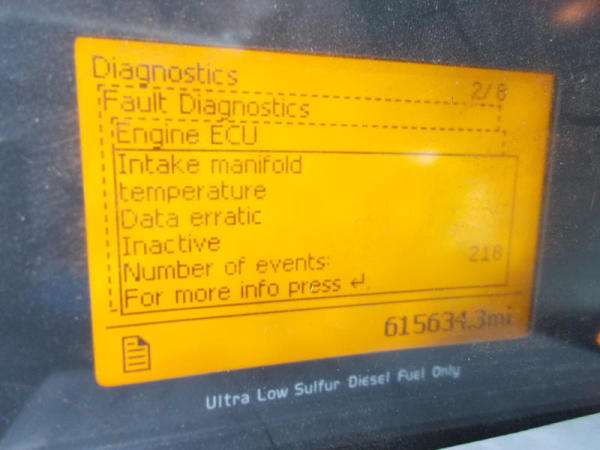 Diagnostics
2/8
Fault Diagnostics
Engine ECU
Intake manifold
temperature
Data erratic
Inactive
Number of events: 218
For more info press ↵.
615634.3mi
Ultra Low Sulfur Diesel Fuel Only